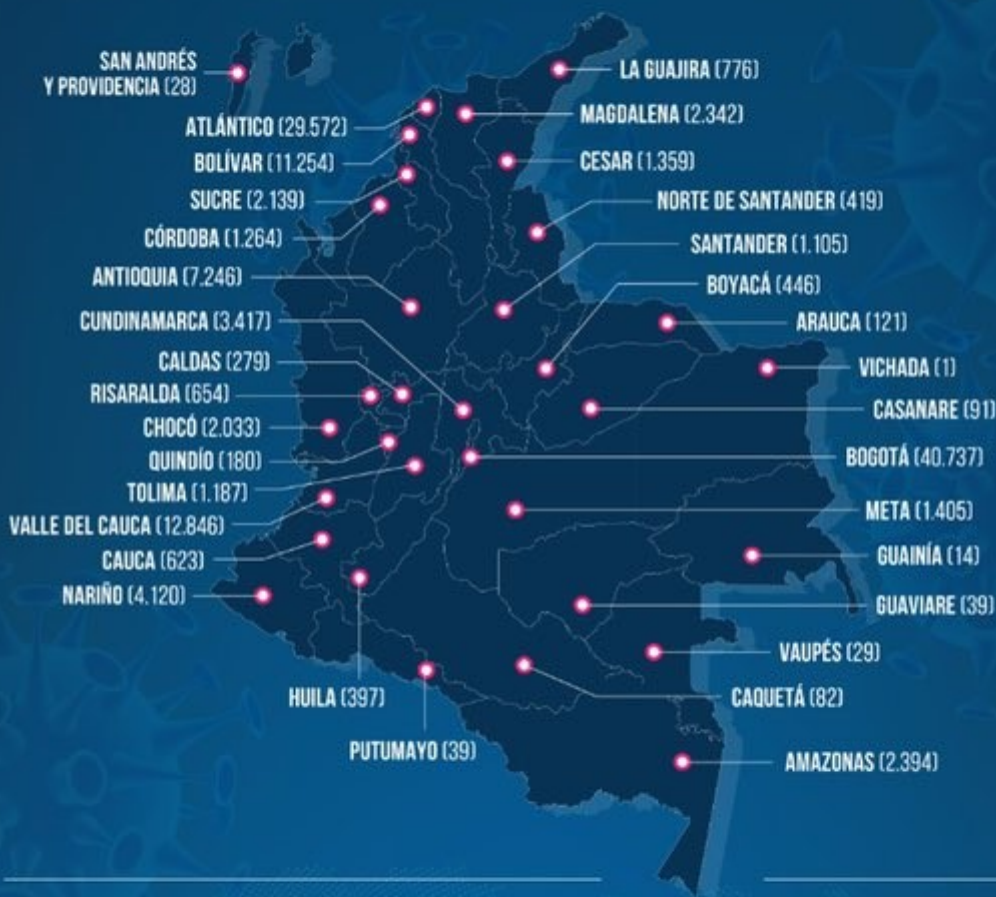 SAN ANDRÉS
Y PROVIDENCIA (28)
ATLÁNTICO (29.572)
BOLÍVAR (11.254)
SUCRE (2.139)
CÓRDOBA (1.264)
ANTIOQUIA (7.246)
CUNDINAMARCA (3.417)
CALDAS (279)
RISARALDA (654)
CHOCÓ (2.033)
QUINDÍO (180)
TOLIMA (1.187)
VALLE DEL CAUCA (12.846)
CAUCA (623)
NARIÑO (4.120)
HUILA (397)
PUTUMAYO (39)
LA GUAJIRA (776)
MAGDALENA (2.342)
CESAR (1.359)
NORTE DE SANTANDER (419)
SANTANDER (1.105)
BOYACÁ (446)
ARAUCA (121)
VICHADA (1)
CASANARE (91)
BOGOTÁ (40.737)
META (1.405)
GUAINÍA (14)
GUAVIARE (39)
VAUPÉS (29)
CAQUETÁ (82)
AMAZONAS (2.394)